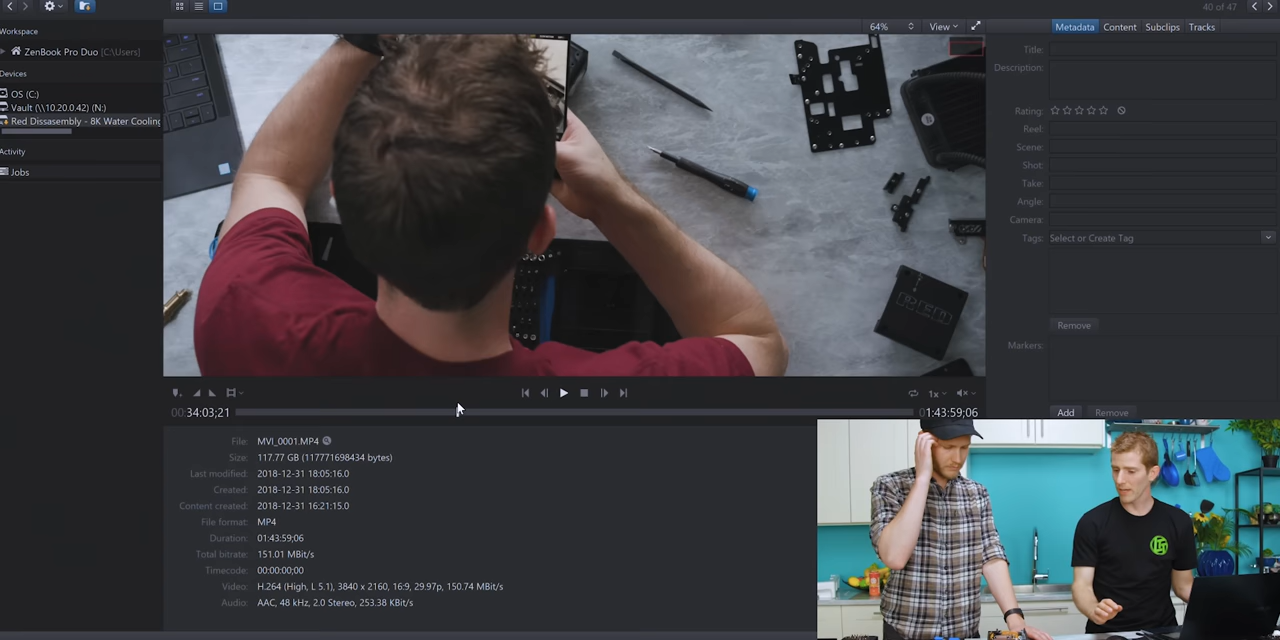 40 of 47
Workspace
64%
View
Metadata
Content
Subclips
Tracks
ZenBook Pro Duo [C:\Users]
Title:
Description:
Devices
OS (C:)
Vault (\\10.20.0.42) (N:)
Red Dissasembly - 8K Water Cooling
Rating:
Reel:
Scene:
Activity
Jobs
Shot:
Take:
Angle:
Camera:
Tags: Select or Create Tag
Remove
Markers:
1x
00:34:03;21
01:43:59;06
Add
Remove
File: MVI_0001.MP4
Size: 117.77 GB (117771698434 bytes)
Last modified: 2018-12-31 18:05:16.0
Created: 2018-12-31 18:05:16.0
Content created: 2018-12-31 16:21:15.0
File format: MP4
Duration: 01:43:59;06
Total bitrate: 151.01 MBit/s
Timecode: 00:00:00;00
Video: H.264 (High, L 5.1), 3840 x 2160, 16:9, 29.97p, 150.74 MBit/s
Audio: AAC, 48 kHz, 2.0 Stereo, 253.38 KBit/s